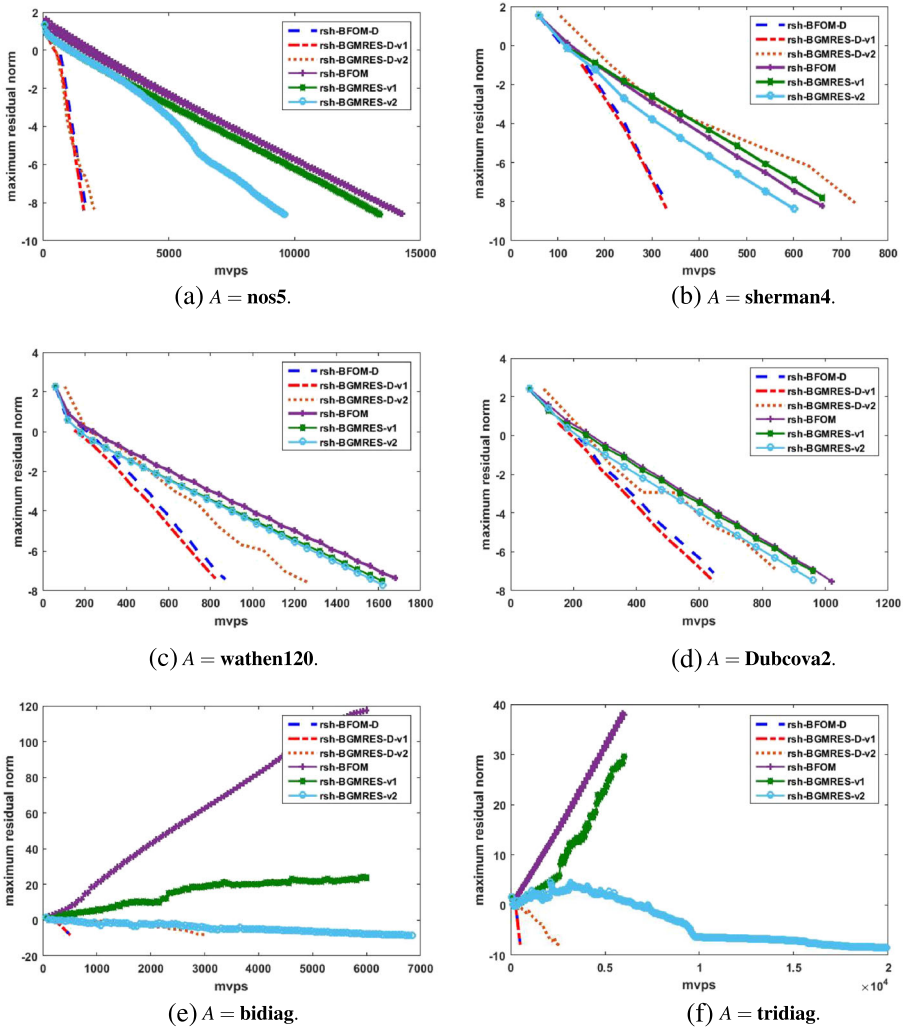 2
0
-2
-4
-6
-8
-10
0
5000
10000
15000
maximum residual norm
mvps
rsh-BFOM-D
rsh-BGMRES-D-v1
rsh-BGMRES-D-v2
rsh-BFOM
rsh-BGMRES-v1
rsh-BGMRES-v2
(a) A = nos5.
2
0
-2
-4
-6
-8
-10
0
100
200
300
400
500
600
700
800
maximum residual norm
mvps
rsh-BFOM-D
rsh-BGMRES-D-v1
rsh-BGMRES-D-v2
rsh-BFOM
rsh-BGMRES-v1
rsh-BGMRES-v2
(b) A = sherman4.
4
2
0
-2
-4
-6
-8
0
200
400
600
800
1000
1200
1400
1600
1800
maximum residual norm
mvps
rsh-BFOM-D
rsh-BGMRES-D-v1
rsh-BGMRES-D-v2
rsh-BFOM
rsh-BGMRES-v1
rsh-BGMRES-v2
(c) A = wathen120.
4
2
0
-2
-4
-6
-8
0
200
400
600
800
1000
1200
maximum residual norm
mvps
rsh-BFOM-D
rsh-BGMRES-D-v1
rsh-BGMRES-D-v2
rsh-BFOM
rsh-BGMRES-v1
rsh-BGMRES-v2
(d) A = Dubcova2.
120
100
80
60
40
20
0
-20
0
1000
2000
3000
4000
5000
6000
7000
maximum residual norm
mvps
rsh-BFOM-D
rsh-BGMRES-D-v1
rsh-BGMRES-D-v2
rsh-BFOM
rsh-BGMRES-v1
rsh-BGMRES-v2
(e) A = bidiag.
40
30
20
10
0
-10
-20
0
0.5
1
1.5
2
×10⁴
maximum residual norm
mvps
rsh-BFOM-D
rsh-BGMRES-D-v1
rsh-BGMRES-D-v2
rsh-BFOM
rsh-BGMRES-v1
rsh-BGMRES-v2
(f) A = tridiag.